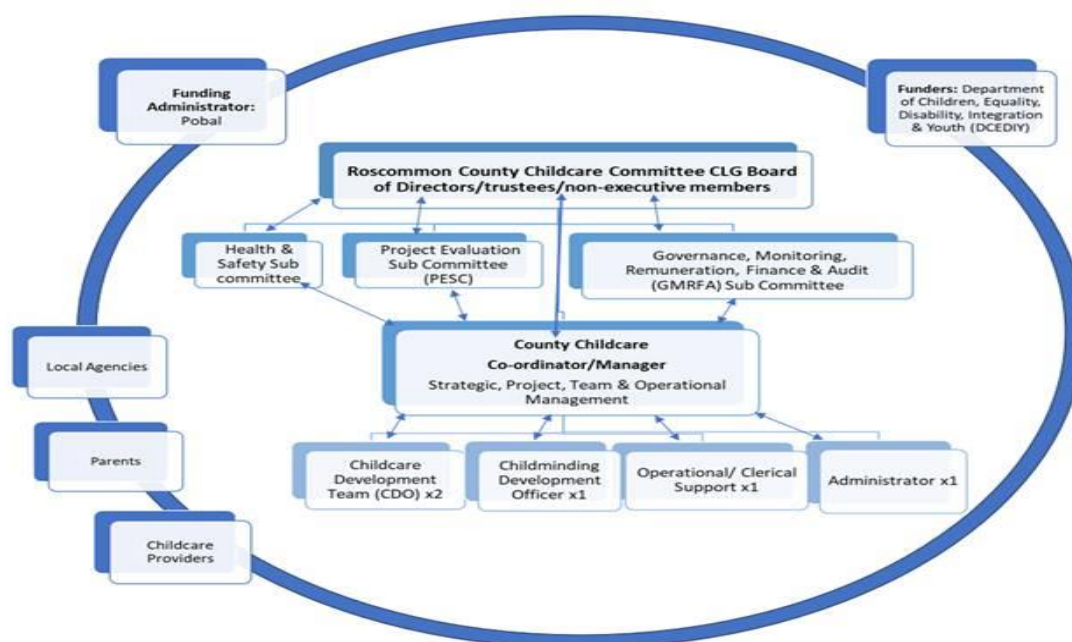 Funding
Administrator:
Pobal
Funders: Department
of Children, Equality,
Disability, Integration
& Youth (DCEDIY)
Roscommon County Childcare Committee CLG Board
of Directors/trustees/non-executive members
Health &
Safety Sub
committee
Project Evaluation
Sub Committee
(PESC)
Governance, Monitoring,
Remuneration, Finance & Audit
(GMRFA) Sub Committee
County Childcare
Co-ordinator/Manager
Strategic, Project, Team & Operational
Management
Local Agencies
Parents
Childcare
Providers
Childcare
Development
Team (CDO) x2
Childminding
Development
Officer x1
Operational/ Clerical
Support x1
Administrator x1